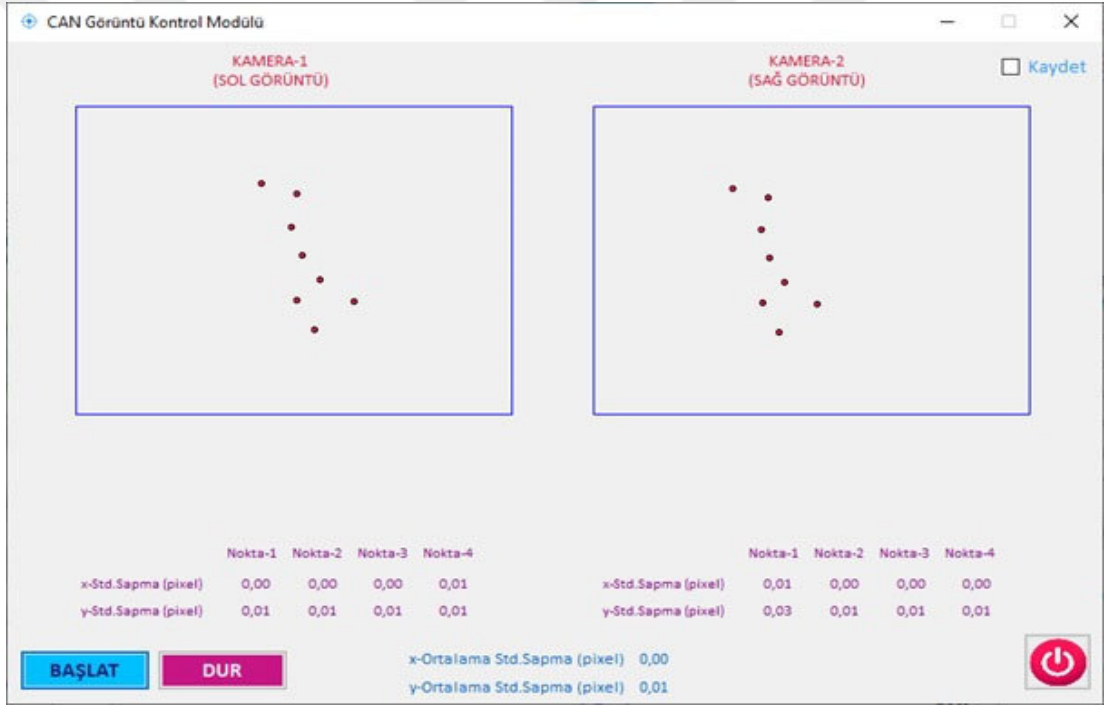 CAN Görüntü Kontrol Modülü
KAMERA-1
(SOL GÖRÜNTÜ)
KAMERA-2
(SAĞ GÖRÜNTÜ)
Kaydet
Nokta-1 Nokta-2 Nokta-3 Nokta-4
x-Std.Sapma (pixel) 0,00 0,00 0,00 0,01
y-Std.Sapma (pixel) 0,01 0,01 0,01 0,01
Nokta-1 Nokta-2 Nokta-3 Nokta-4
x-Std.Sapma (pixel) 0,01 0,00 0,00 0,00
y-Std.Sapma (pixel) 0,03 0,01 0,01 0,01
BAŞLAT
DUR
x-Ortalama Std.Sapma (pixel) 0,00
y-Ortalama Std.Sapma (pixel) 0,01